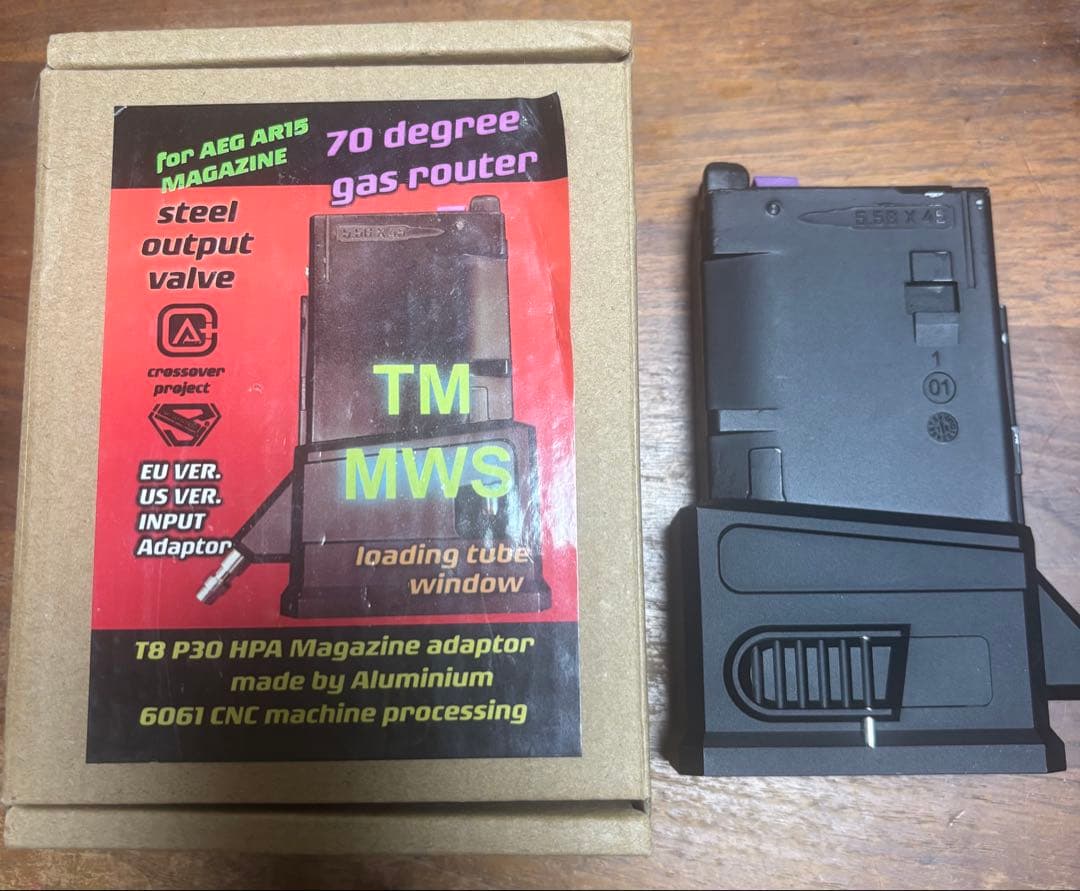 for AEG AR15
MAGAZINE
70 degree
gas router
steel
output
valve
5.56 X 45
crossover
project
TM
MWS
EU VER.
US VER.
INPUT
Adaptor
loading tube
window
T8 P30 HPA Magazine adaptor
made by Aluminium
6061 CNC machine processing
5.56 X 45
1
01